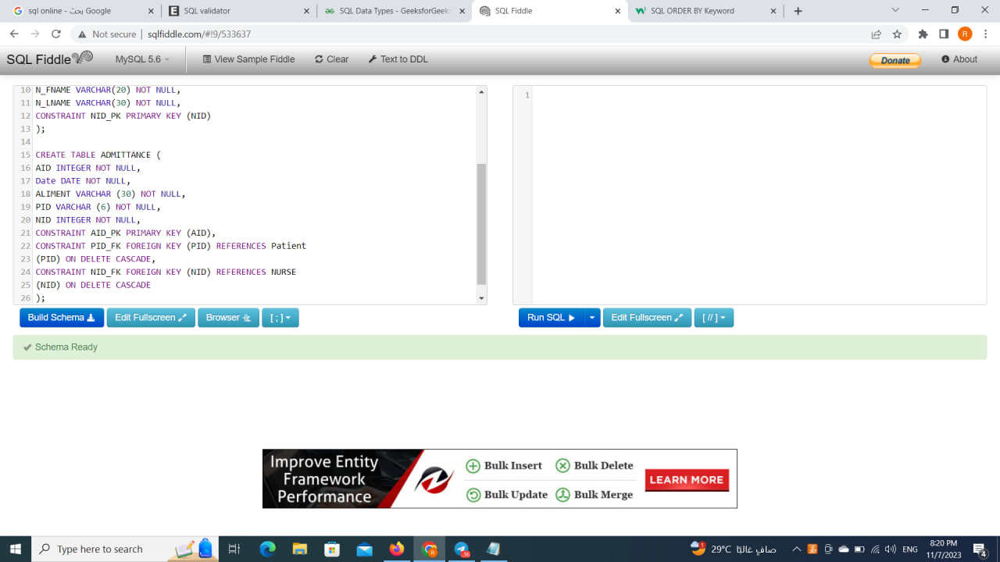 sql online - بحث Google
SQL validator
SQL Data Types - GeeksforGeeks
SQL Fiddle
SQL ORDER BY Keyword
Not secure | sqlfiddle.com/#!9/533637
R
SQL Fiddle
MySQL 5.6
View Sample Fiddle
Clear
Text to DDL
Donate
About
10 N_FNAME VARCHAR(20) NOT NULL,
11 N_LNAME VARCHAR(30) NOT NULL,
12 CONSTRAINT NID_PK PRIMARY KEY (NID)
13 );
14
15 CREATE TABLE ADMITTANCE (
16 AID INTEGER NOT NULL,
17 Date DATE NOT NULL,
18 ALIMENT VARCHAR (30) NOT NULL,
19 PID VARCHAR (6) NOT NULL,
20 NID INTEGER NOT NULL,
21 CONSTRAINT AID_PK PRIMARY KEY (AID),
22 CONSTRAINT PID_FK FOREIGN KEY (PID) REFERENCES Patient
23 (PID) ON DELETE CASCADE,
24 CONSTRAINT NID_FK FOREIGN KEY (NID) REFERENCES NURSE
25 (NID) ON DELETE CASCADE
26 );
1
Build Schema
Edit Fullscreen
Browser
[ ; ]
Run SQL
Edit Fullscreen
[ // ]
Schema Ready
Improve Entity
Framework
Performance
Bulk Insert
Bulk Delete
Bulk Update
Bulk Merge
LEARN MORE
Type here to search
R
96
1
29°C صافٍ غالبًا
ENG
8:20 PM
11/7/2023
4